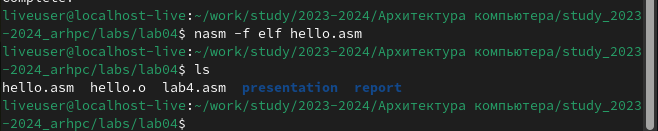 Complete!
liveuser@localhost-live:~/work/study/2023-2024/Архитектура компьютера/study_2023
-2024_arhpc/labs/lab04$ nasm -f elf hello.asm
liveuser@localhost-live:~/work/study/2023-2024/Архитектура компьютера/study_2023
-2024_arhpc/labs/lab04$ ls
hello.asm  hello.o  lab4.asm  presentation  report
liveuser@localhost-live:~/work/study/2023-2024/Архитектура компьютера/study_2023
-2024_arhpc/labs/lab04$